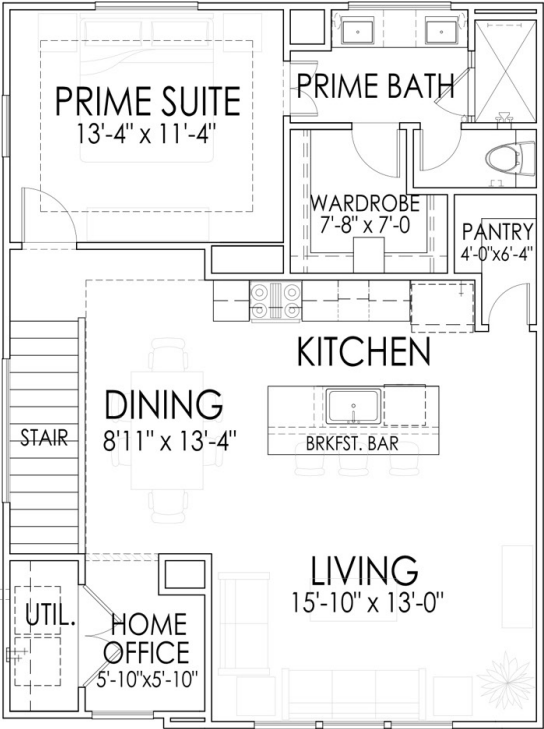 PRIME SUITE
13'-4" x 11'-4"
PRIME BATH
WARDROBE
7'-8" x 7'-0
PANTRY
4'-0"x6'-4"
KITCHEN
DINING
8'11" x 13'-4"
BRKFST. BAR
STAIR
LIVING
15'-10" x 13'-0"
UTIL.
HOME
OFFICE
5'-10"x5'-10"